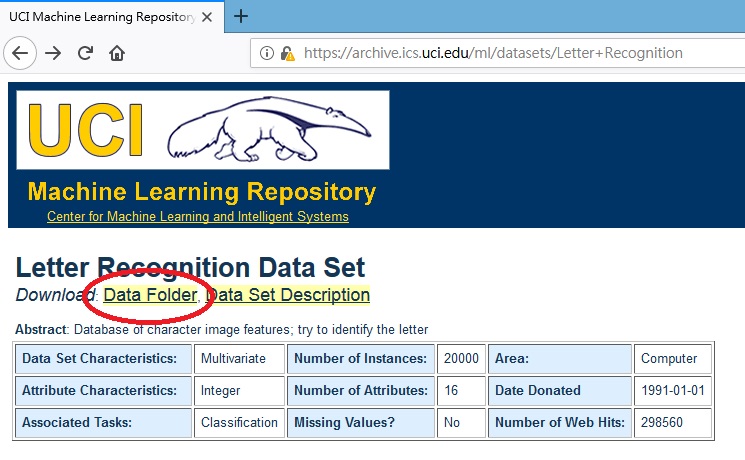 UCI Machine Learning Repository
https://archive.ics.uci.edu/ml/datasets/Letter+Recognition
UCI
Machine Learning Repository
Center for Machine Learning and Intelligent Systems
Letter Recognition Data Set
Download: Data Folder, Data Set Description
Abstract: Database of character image features; try to identify the letter
Data Set Characteristics: Multivariate Number of Instances: 20000 Area: Computer
Attribute Characteristics: Integer Number of Attributes: 16 Date Donated 1991-01-01
Associated Tasks: Classification Missing Values? No Number of Web Hits: 298560